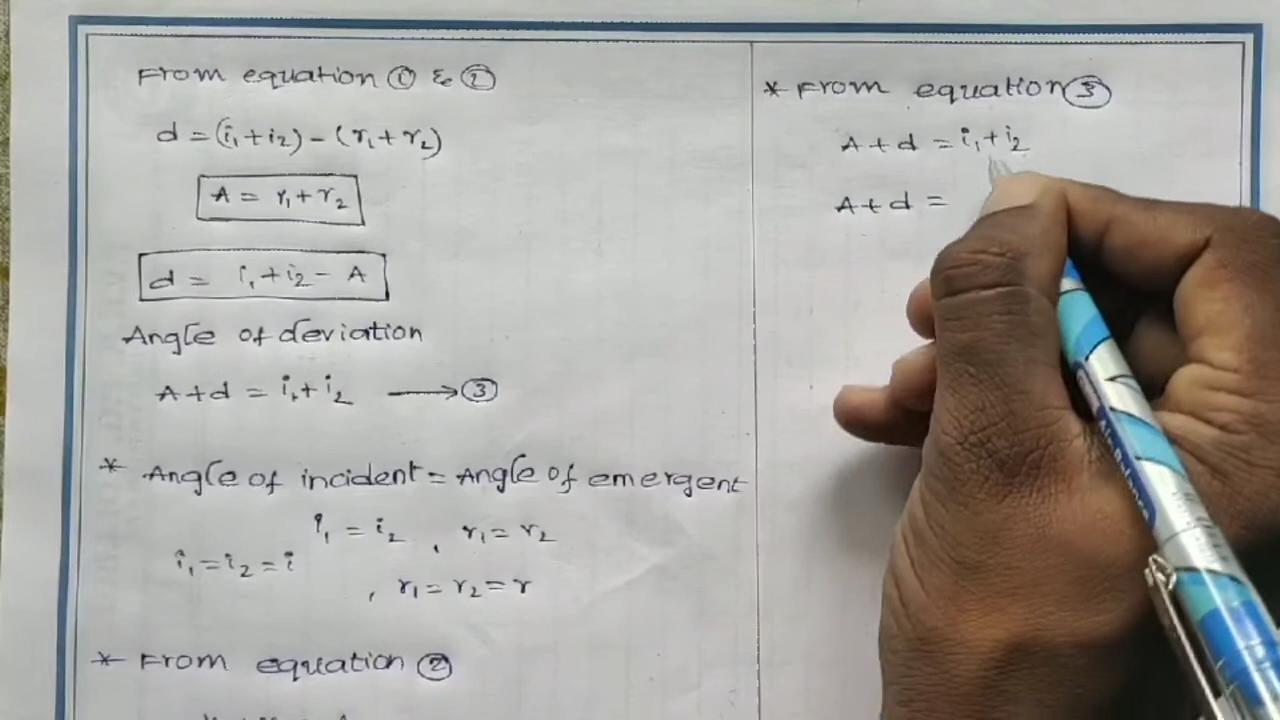 From equation ① & ②
d = (i₁ + i₂) - (r₁ + r₂)
A = r₁ + r₂
d = i₁ + i₂ - A
Angle of deviation
A + d = i₁ + i₂ ⟶ ③
* Angle of incident = Angle of emergent
i₁ = i₂ , r₁ = r₂
i₁ = i₂ = i
, r₁ = r₂ = r
* From equation ②
* From equation ③
A + d = i₁ + i₂
A + d =